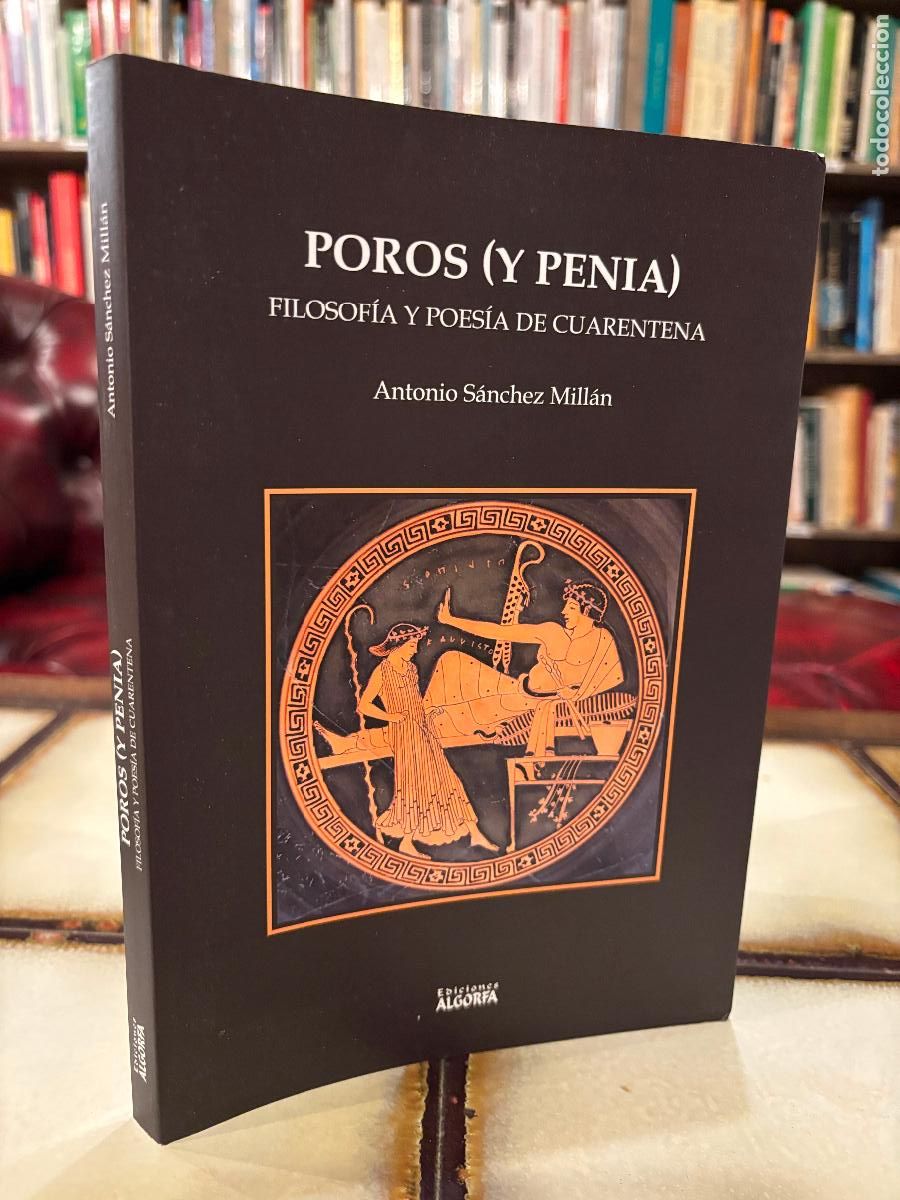 POROS (Y PENIA)
FILOSOFÍA Y POESÍA DE CUARENTENA
Antonio Sánchez Millán
Ediciones
ALGORFA
Antonio Sánchez Millán
POROS (Y PENIA)
FILOSOFÍA Y POESÍA DE CUARENTENA
Ediciones
ALGORFA
todocoleccion